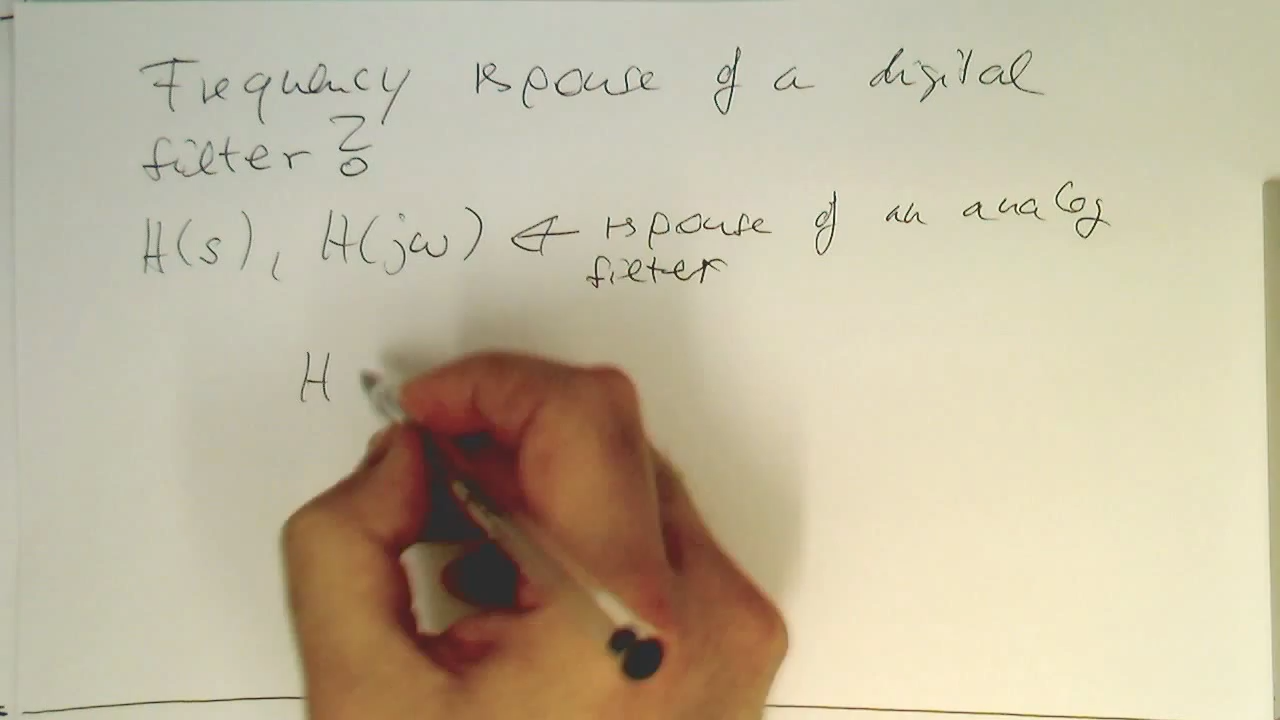 Frequency response of a digital
filter?
H(s), H(jω) ← response of an analog
filter
H